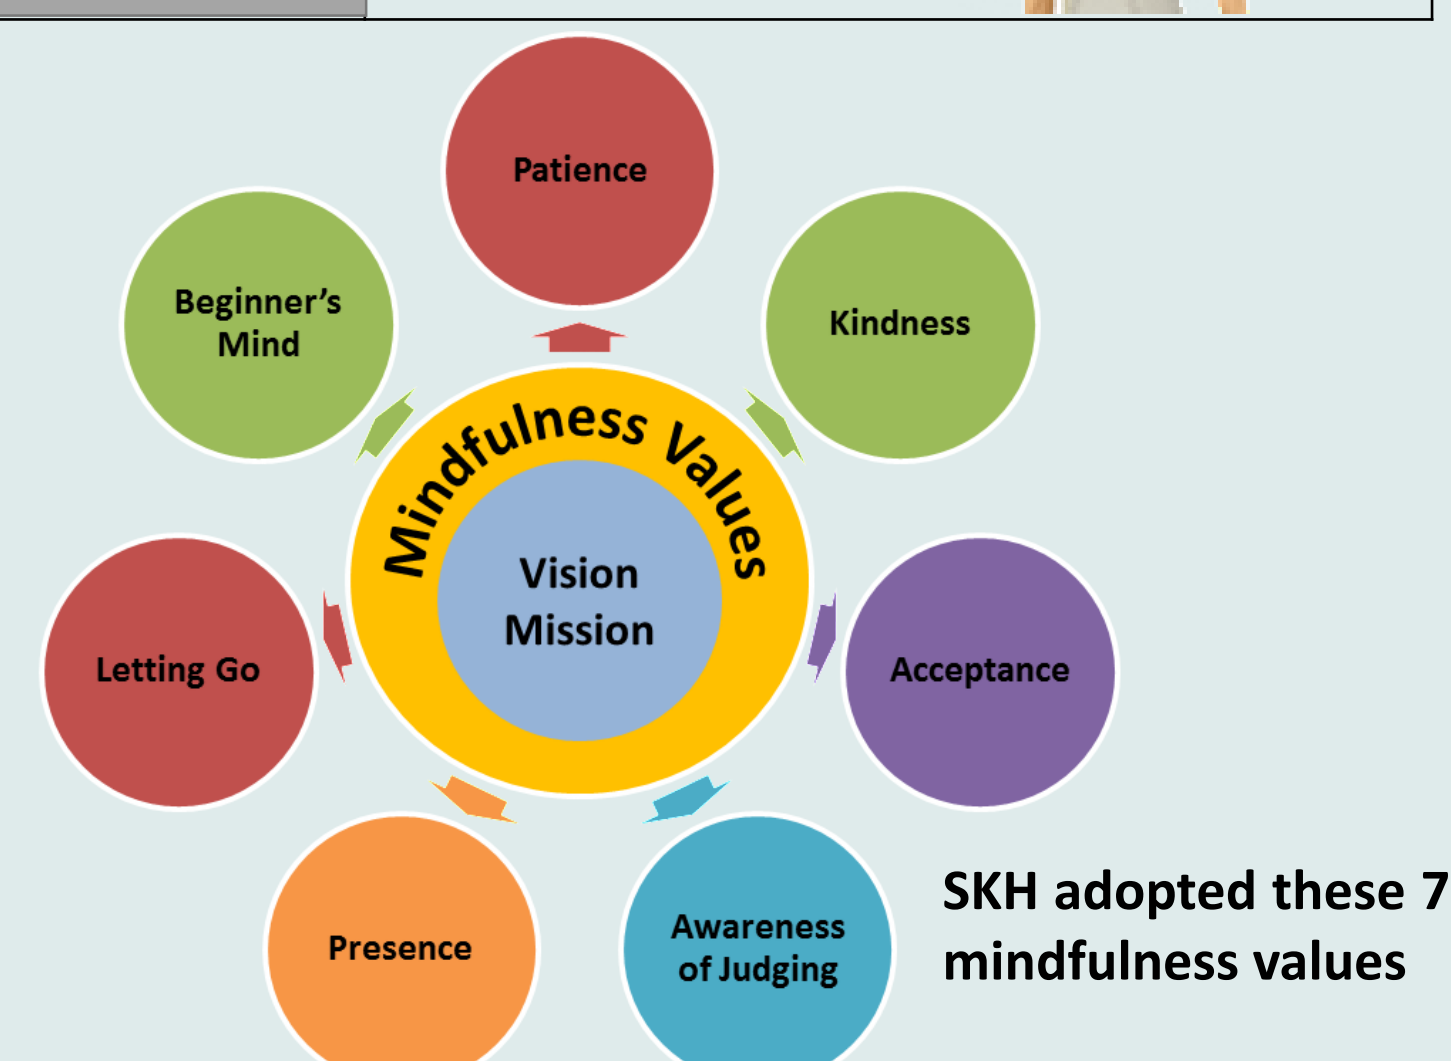 Patience
Beginner’s
Mind
Kindness
Mindfulness Values
Vision
Mission
Letting Go
Acceptance
Presence
Awareness
of Judging
SKH adopted these 7
mindfulness values